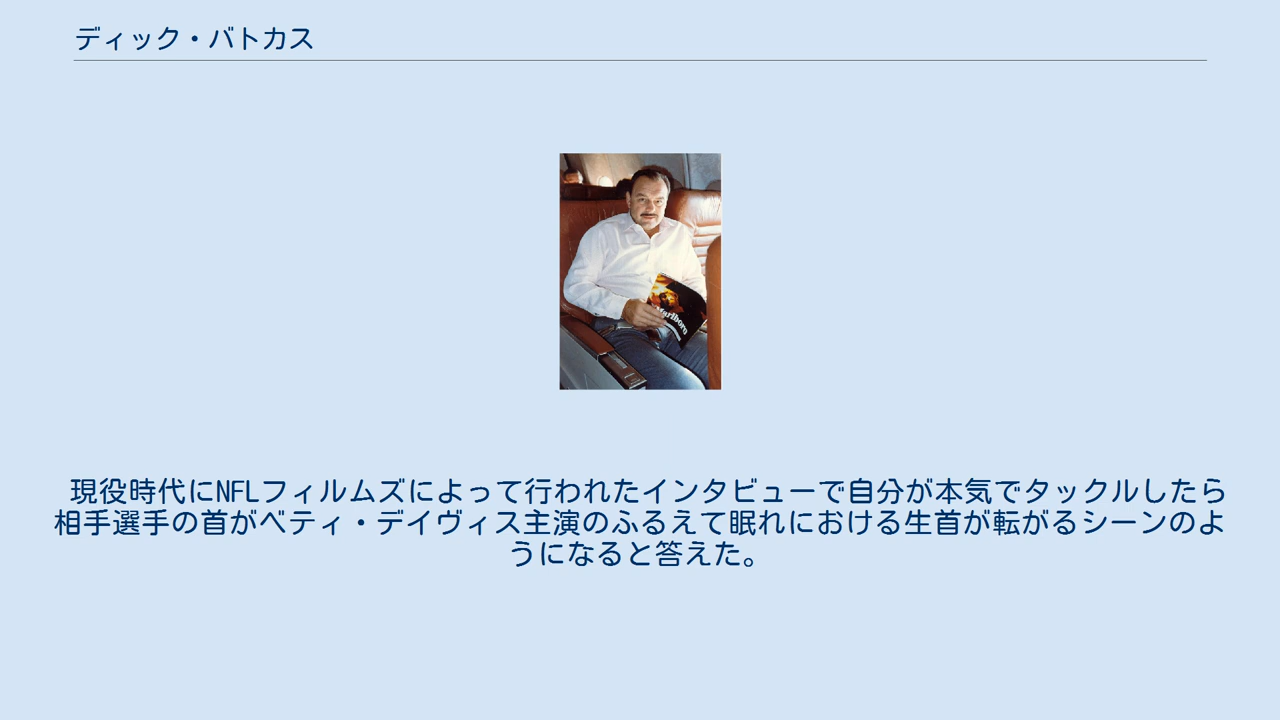 ディック・バトカス
Marlboro
現役時代にNFLフィルムズによって行われたインタビューで自分が本気でタックルしたら
相手選手の首がベティ・デイヴィス主演のふるえて眠れにおける生首が転がるシーンのよ
うになると答えた。